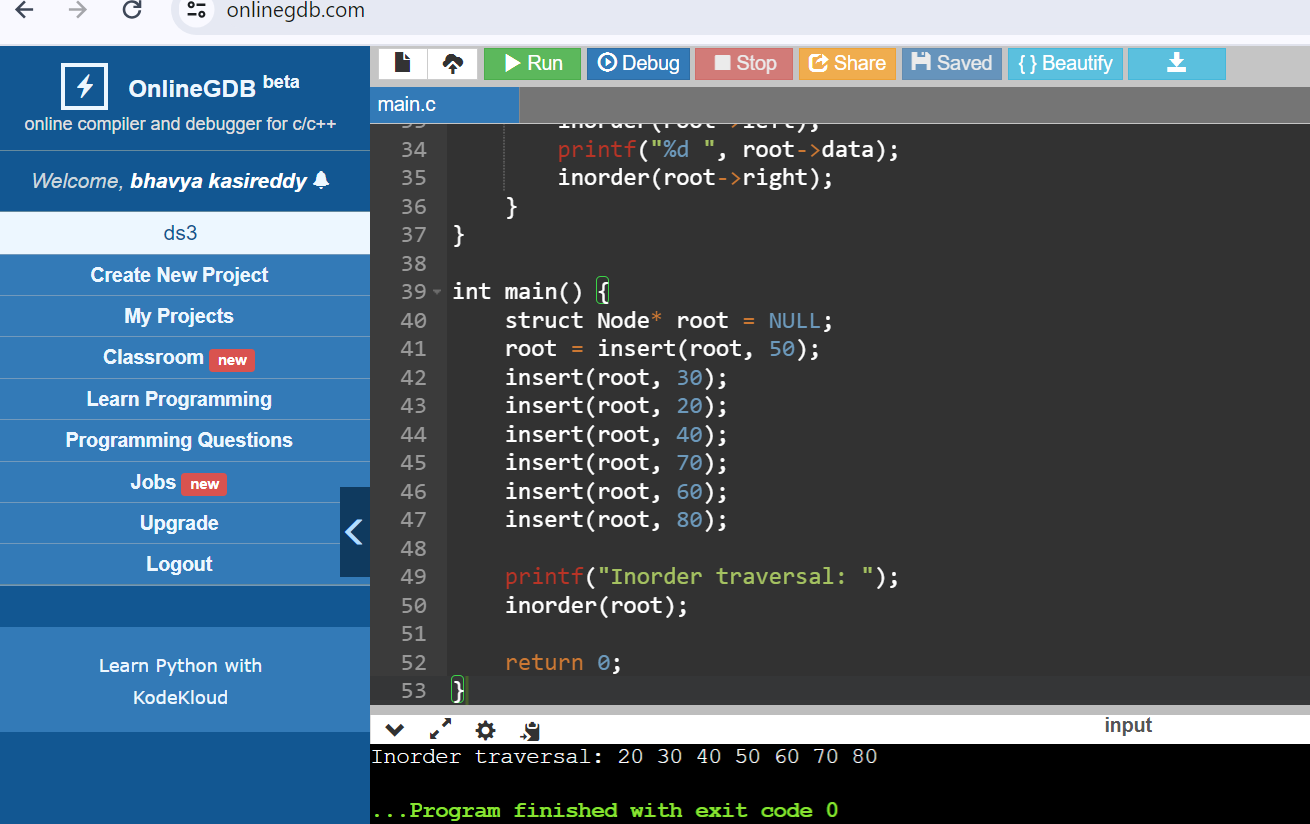 onlinegdb.com
Run Debug Stop Share Saved { } Beautify
OnlineGDB beta
online compiler and debugger for c/c++
Welcome, bhavya kasireddy
ds3
Create New Project
My Projects
Classroom new
Learn Programming
Programming Questions
Jobs new
Upgrade
Logout
Learn Python with
KodeKloud
main.c
33 inorder(root->left);
34 printf("%d ", root->data);
35 inorder(root->right);
36 }
37 }
38
39 int main() {
40 struct Node* root = NULL;
41 root = insert(root, 50);
42 insert(root, 30);
43 insert(root, 20);
44 insert(root, 40);
45 insert(root, 70);
46 insert(root, 60);
47 insert(root, 80);
48
49 printf("Inorder traversal: ");
50 inorder(root);
51
52 return 0;
53 }
input
Inorder traversal: 20 30 40 50 60 70 80
...Program finished with exit code 0